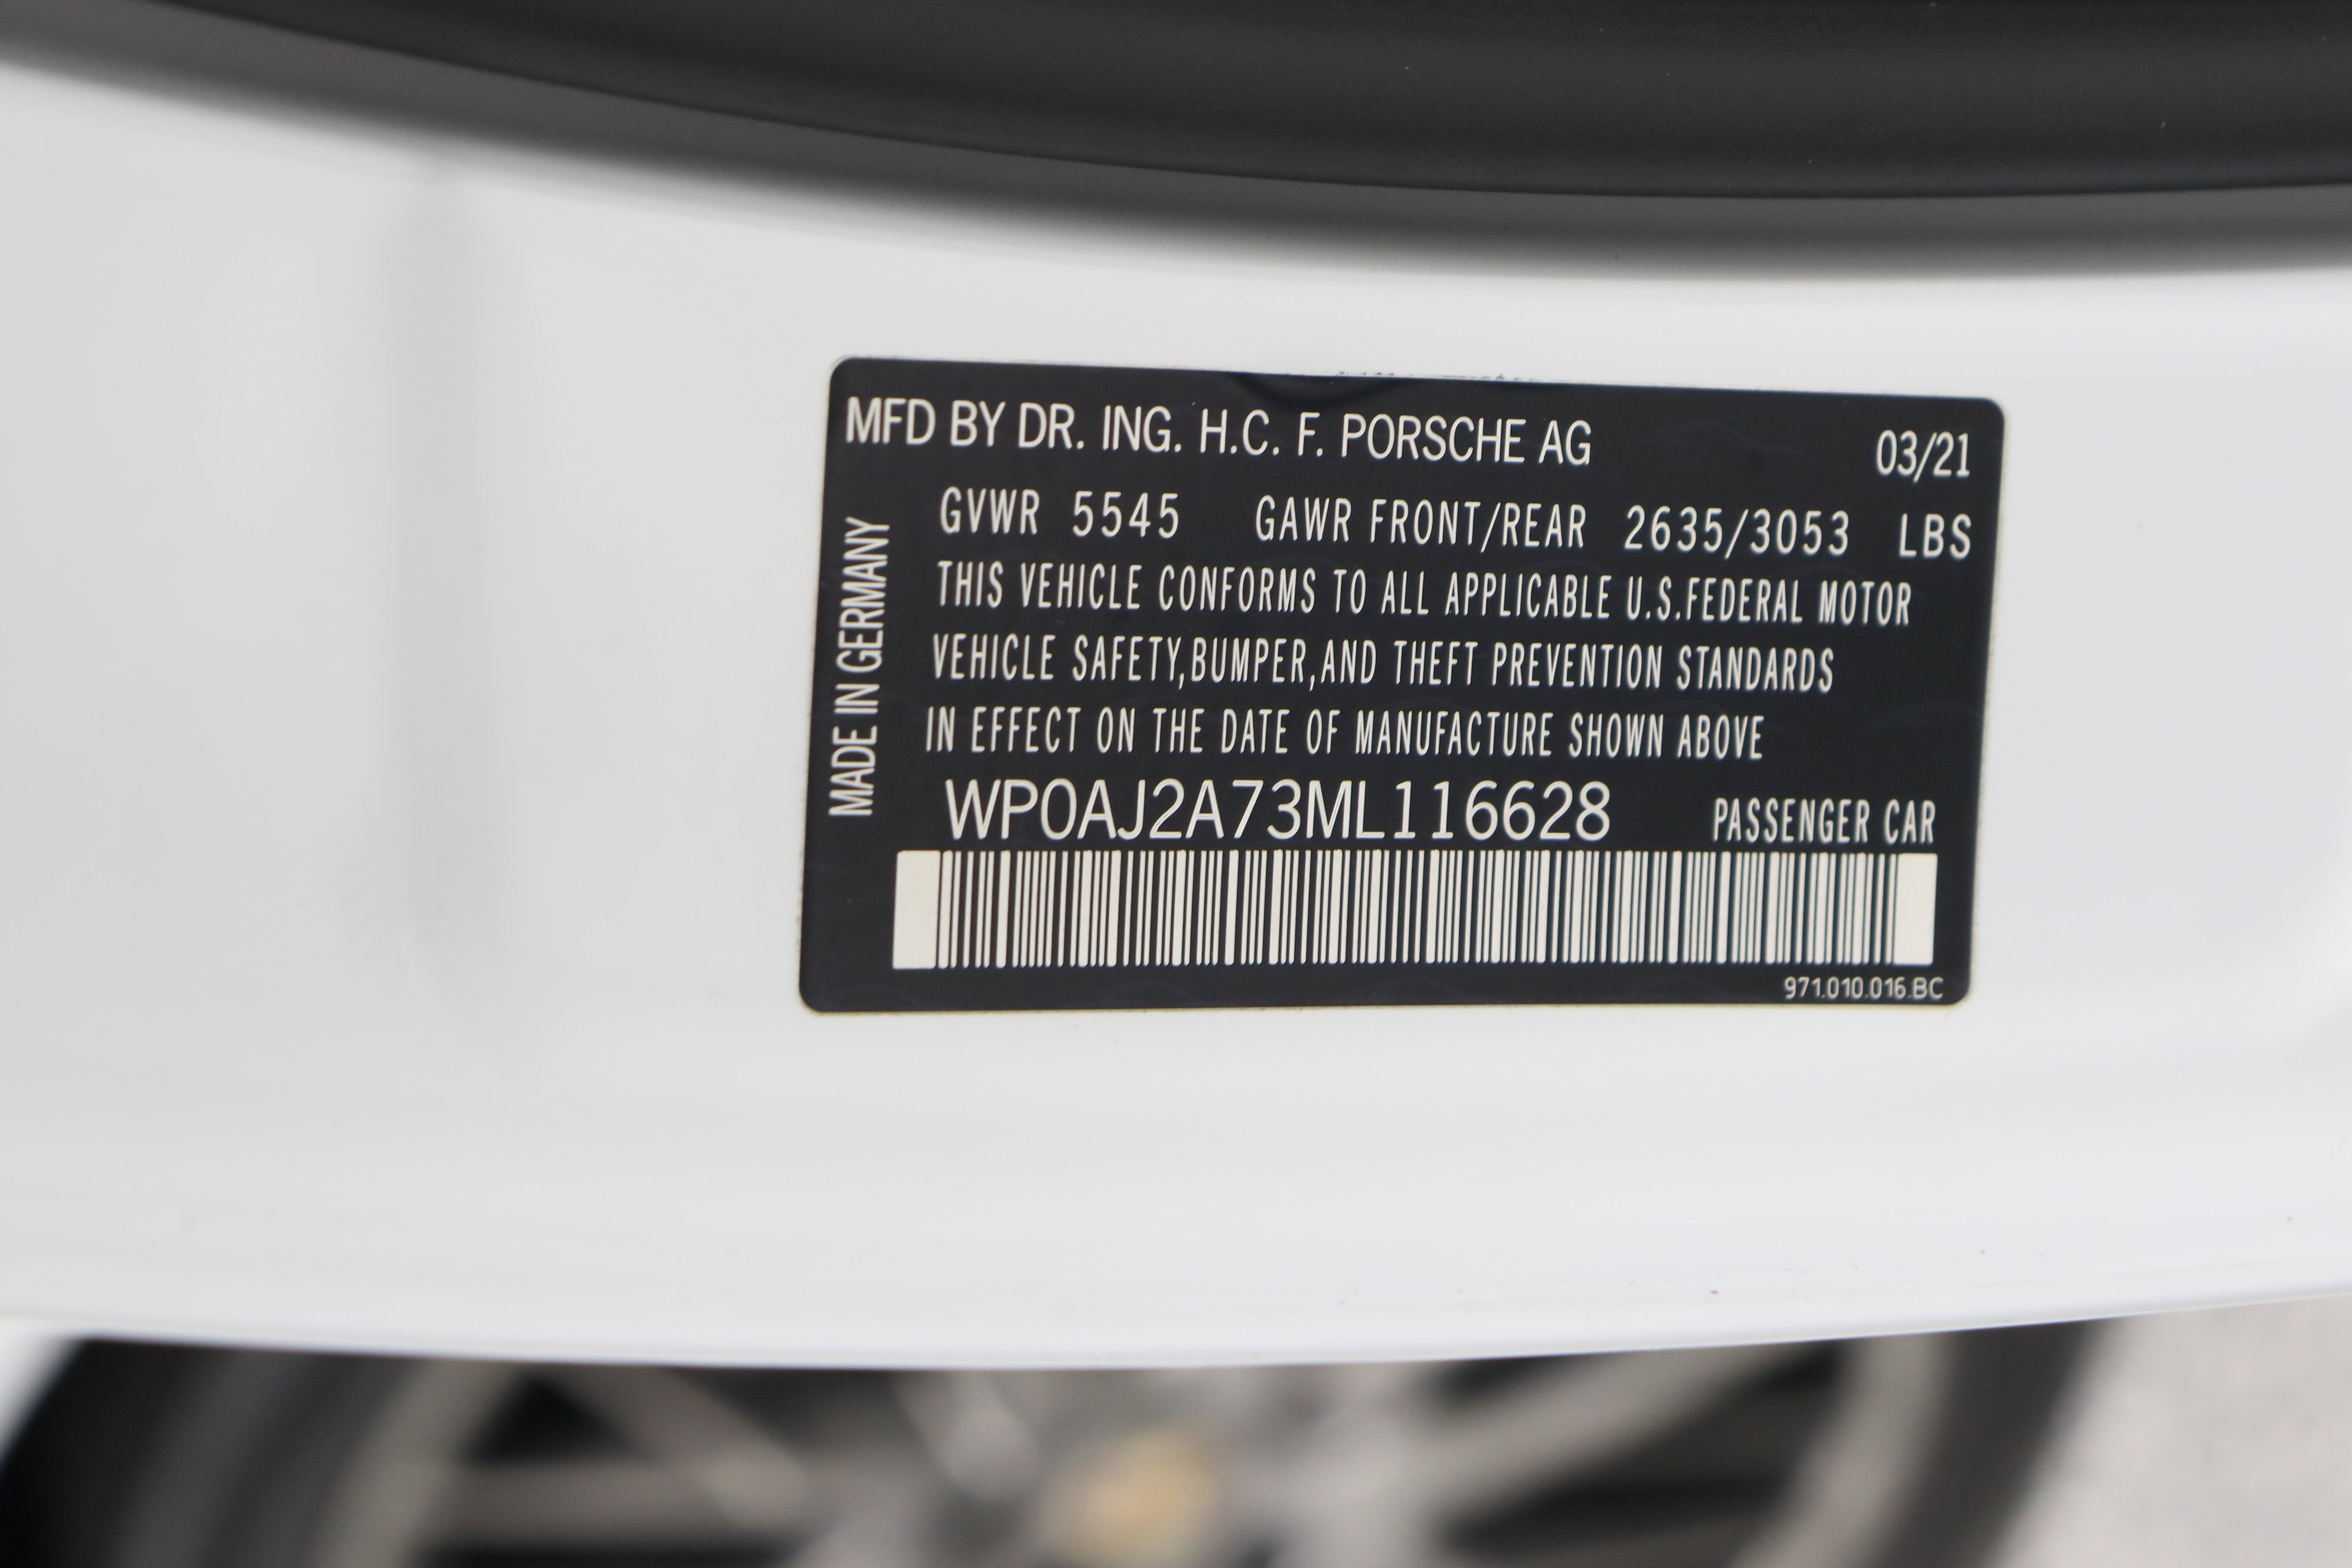 MFD BY DR. ING. H.C. F. PORSCHE AG 03/21
GVWR 5545 GAWR FRONT/REAR 2635/3053 LBS
THIS VEHICLE CONFORMS TO ALL APPLICABLE U.S.FEDERAL MOTOR
VEHICLE SAFETY,BUMPER,AND THEFT PREVENTION STANDARDS
IN EFFECT ON THE DATE OF MANUFACTURE SHOWN ABOVE
MADE IN GERMANY
WP0AJ2A73ML116628 PASSENGER CAR
971.010.016.BC